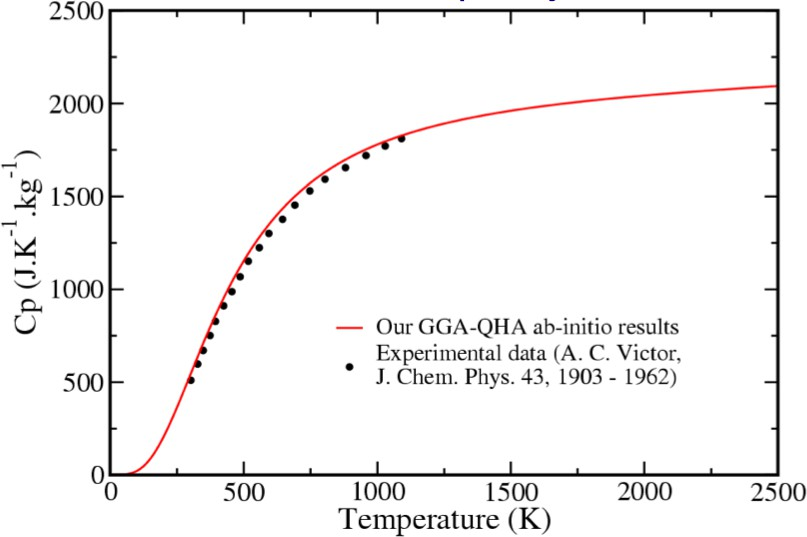 2500
2000
1500
1000
500
0
Cp (J.K-1.kg-1)
Our GGA-QHA ab-initio results
Experimental data (A. C. Victor,
J. Chem. Phys. 43, 1903 - 1962)
0 500 1000 1500 2000 2500
Temperature (K)